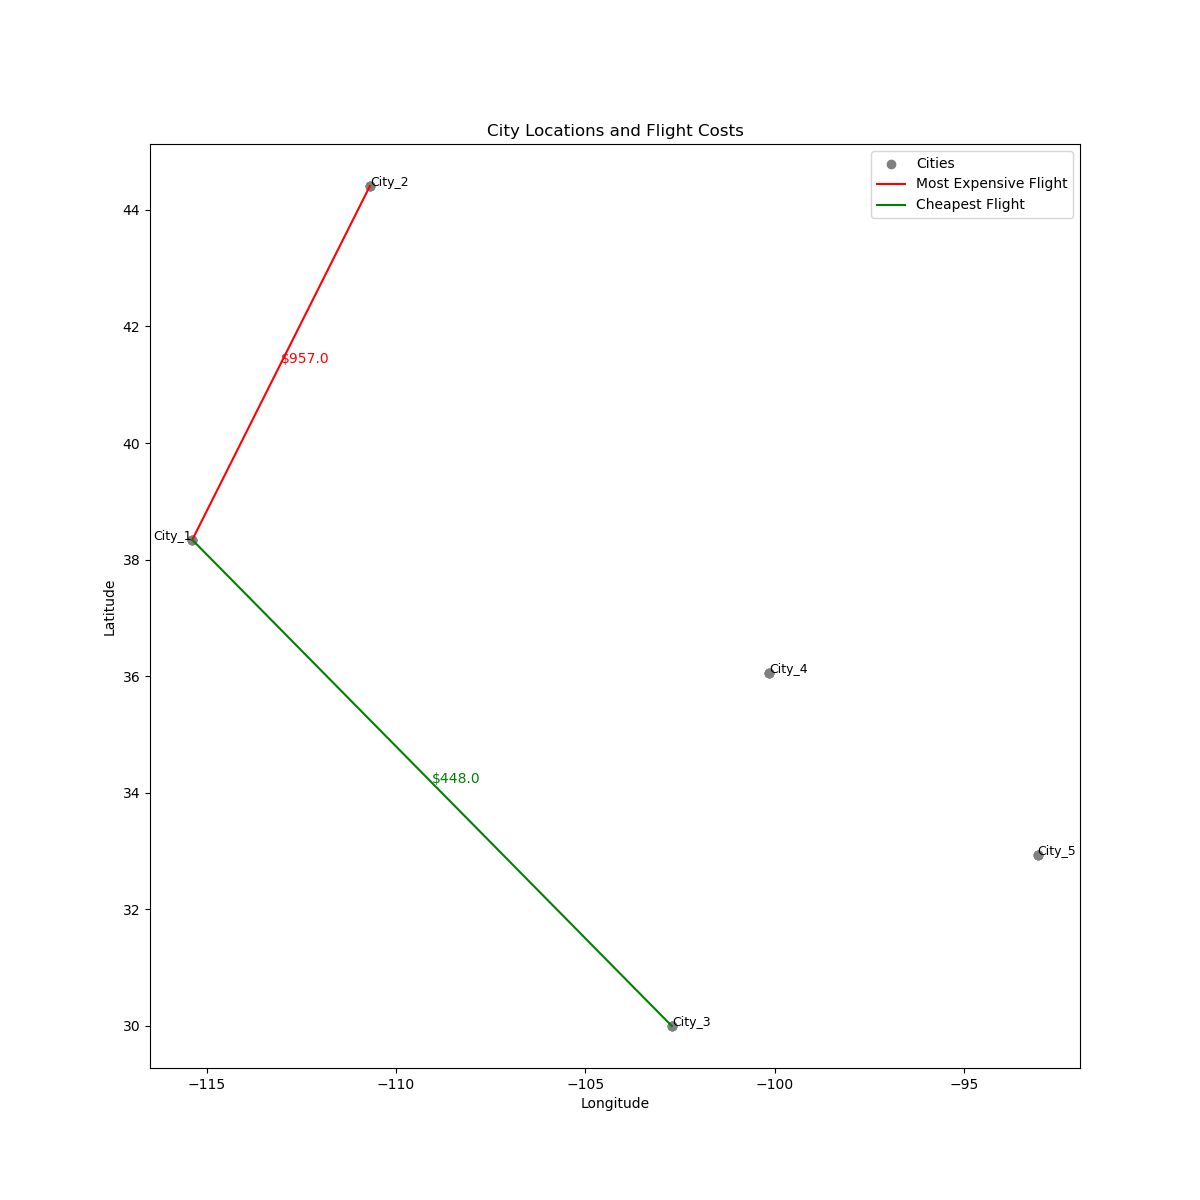 City Locations and Flight Costs
Cities
Most Expensive Flight
Cheapest Flight
City_2
44
42
$957.0
40
City_1
38
Latitude
36
City_4
$448.0
34
City_5
32
City_3
30
−115
−110
−105
−100
−95
Longitude